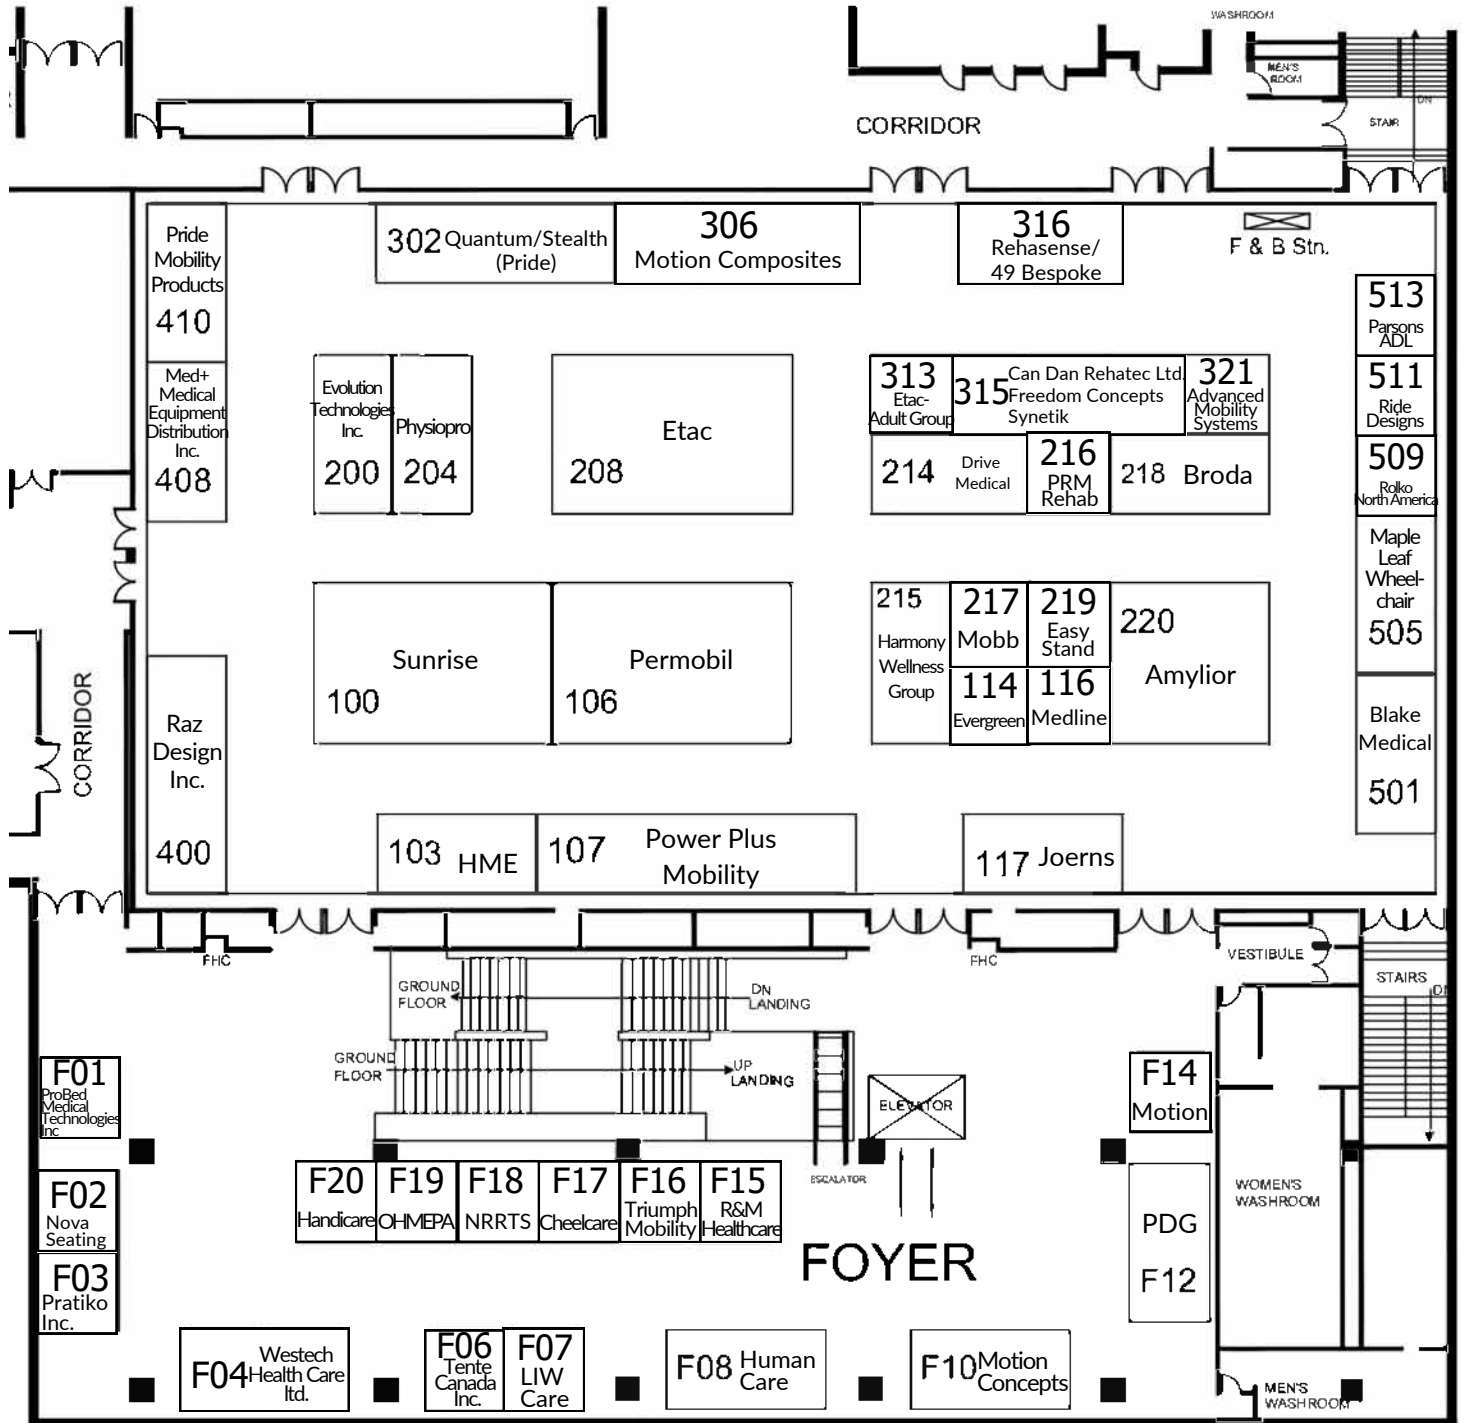 WASHROOM
MEN'S
ROOM
DN
STAIR
CORRIDOR
Pride
Mobility
Products
410
302 Quantum/Stealth
(Pride)
306
Motion Composites
316
Rehasense/
49 Bespoke
F & B Stn.
513
Parsons
ADL
Med+
Medical
Equipment
Distribution
Inc.
408
Evolution
Technologies
Inc.
200
Physiopro
204
Etac
208
313
Etac-
Adult Group
315
Can Dan Rehatec Ltd.
Freedom Concepts
Synetik
321
Advanced
Mobility
Systems
511
Ride
Designs
214
Drive
Medical
216
PRM
Rehab
218 Broda
509
Rolko
North America
Maple
Leaf
Wheel-
chair
505
Sunrise
100
Permobil
106
215
Harmony
Wellness
Group
217
Mobb
219
Easy
Stand
220
Amylior
114
Evergreen
116
Medline
Blake
Medical
501
CORRIDOR
Raz
Design
Inc.
400
103 HME
107
Power Plus
Mobility
117 Joerns
FHC
FHC
VESTIBULE
STAIRS
GROUND
FLOOR
DN
LANDING
GROUND
FLOOR
UP
LANDING
ELEVATOR
ESCALATOR
F01
ProBed
Medical
Technologies
Inc
F14
Motion
F02
Nova
Seating
F20
Handicare
F19
OHMEPA
F18
NRRTS
F17
Cheelcare
F16
Triumph
Mobility
F15
R&M
Healthcare
WOMEN'S
WASHROOM
PDG
F12
FOYER
F03
Pratiko
Inc.
F04
Westech
Health Care
ltd.
F06
Tente
Canada
Inc.
F07
LIW
Care
F08 Human
Care
F10 Motion
Concepts
MEN'S
WASHROOM